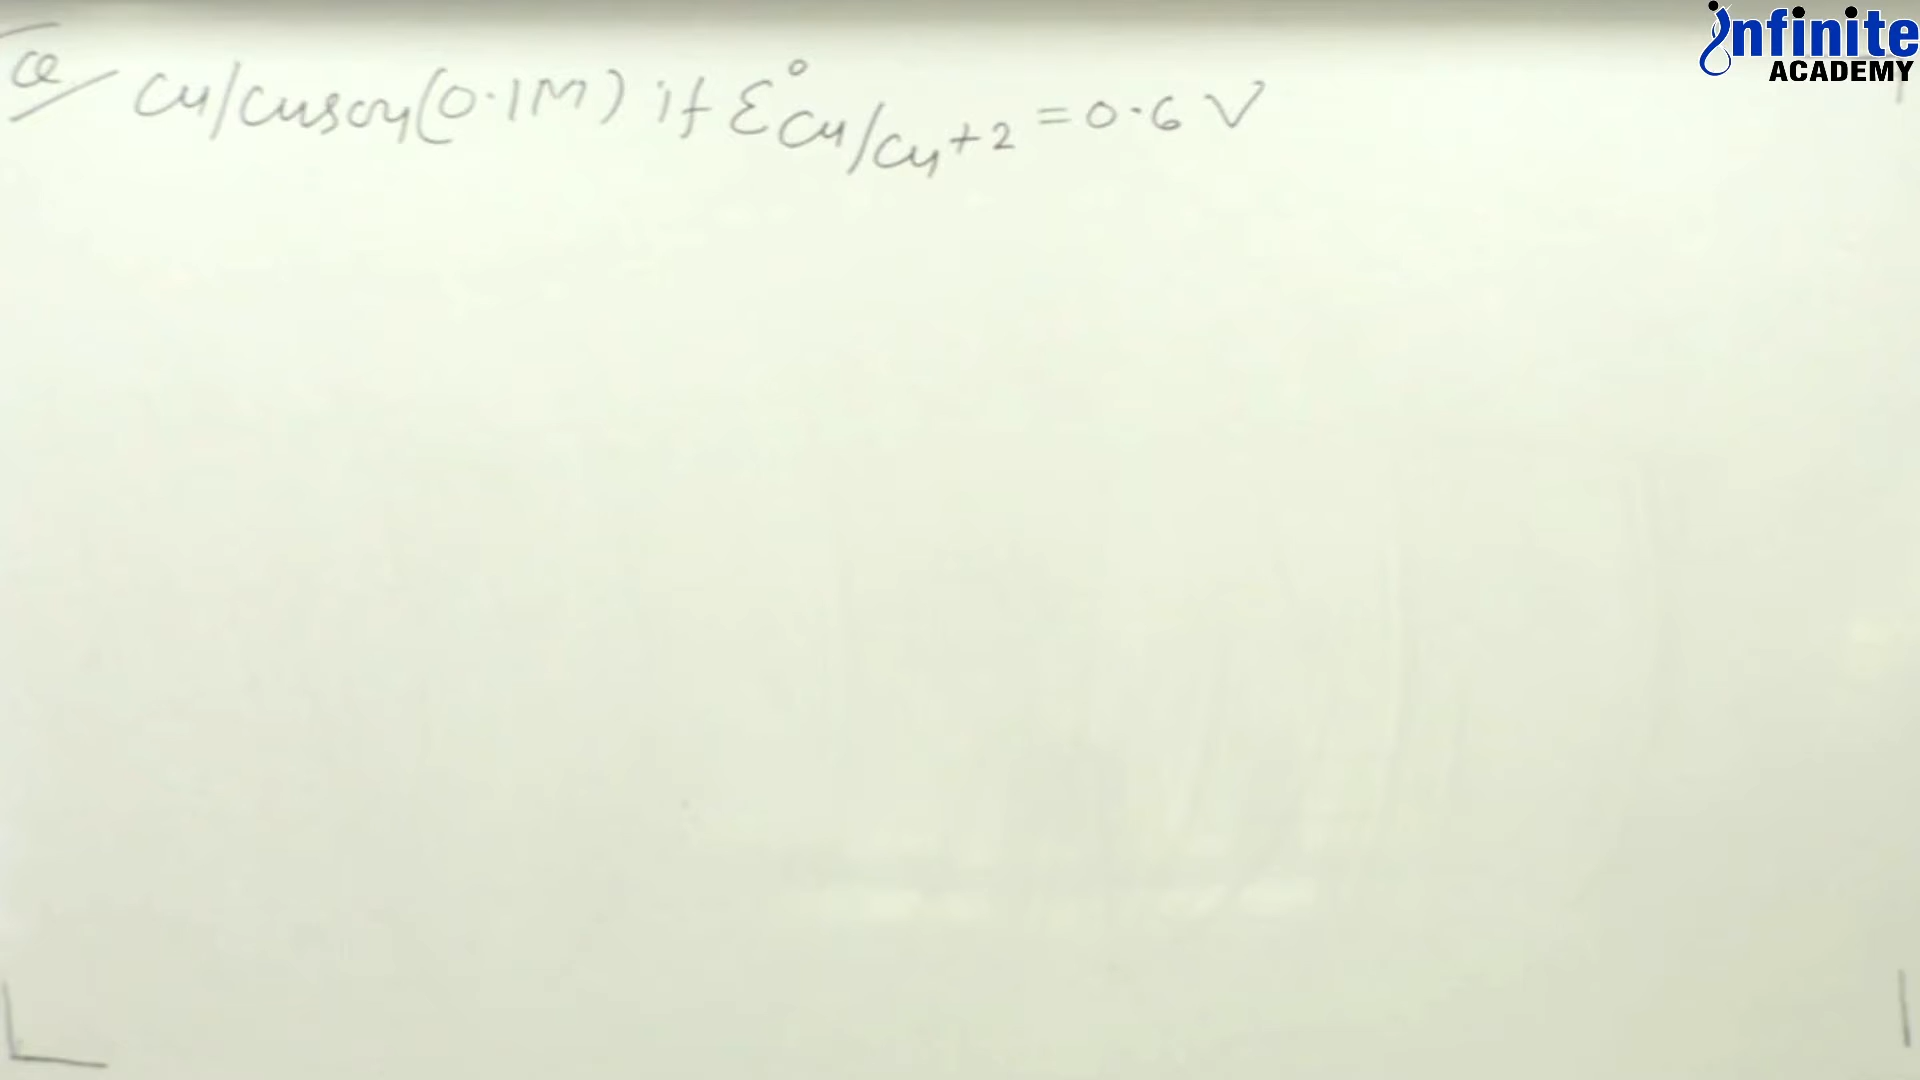 Q Cu/CuSO4(0.1M) if Ɛ°Cu/Cu+2 = 0.6 V
infinite
ACADEMY